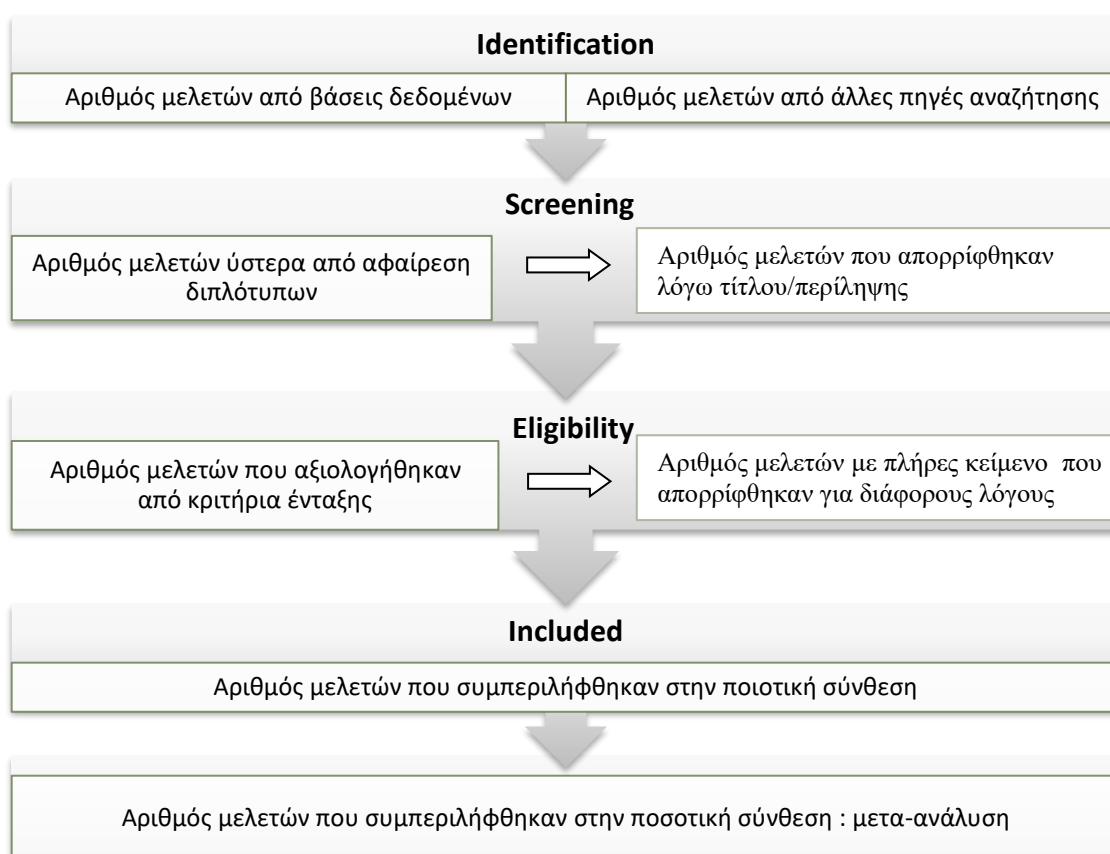 Identification
Αριθμός μελετών από βάσεις δεδομένων
Αριθμός μελετών από άλλες πηγές αναζήτησης
Screening
Αριθμός μελετών ύστερα από αφαίρεση
διπλότυπων
Αριθμός μελετών που απορρίφθηκαν
λόγω τίτλου/περίληψης
Eligibility
Αριθμός μελετών που αξιολογήθηκαν
από κριτήρια ένταξης
Αριθμός μελετών με πλήρες κείμενο που
απορρίφθηκαν για διάφορους λόγους
Included
Αριθμός μελετών που συμπεριλήφθηκαν στην ποιοτική σύνθεση
Αριθμός μελετών που συμπεριλήφθηκαν στην ποσοτική σύνθεση : μετα-ανάλυση